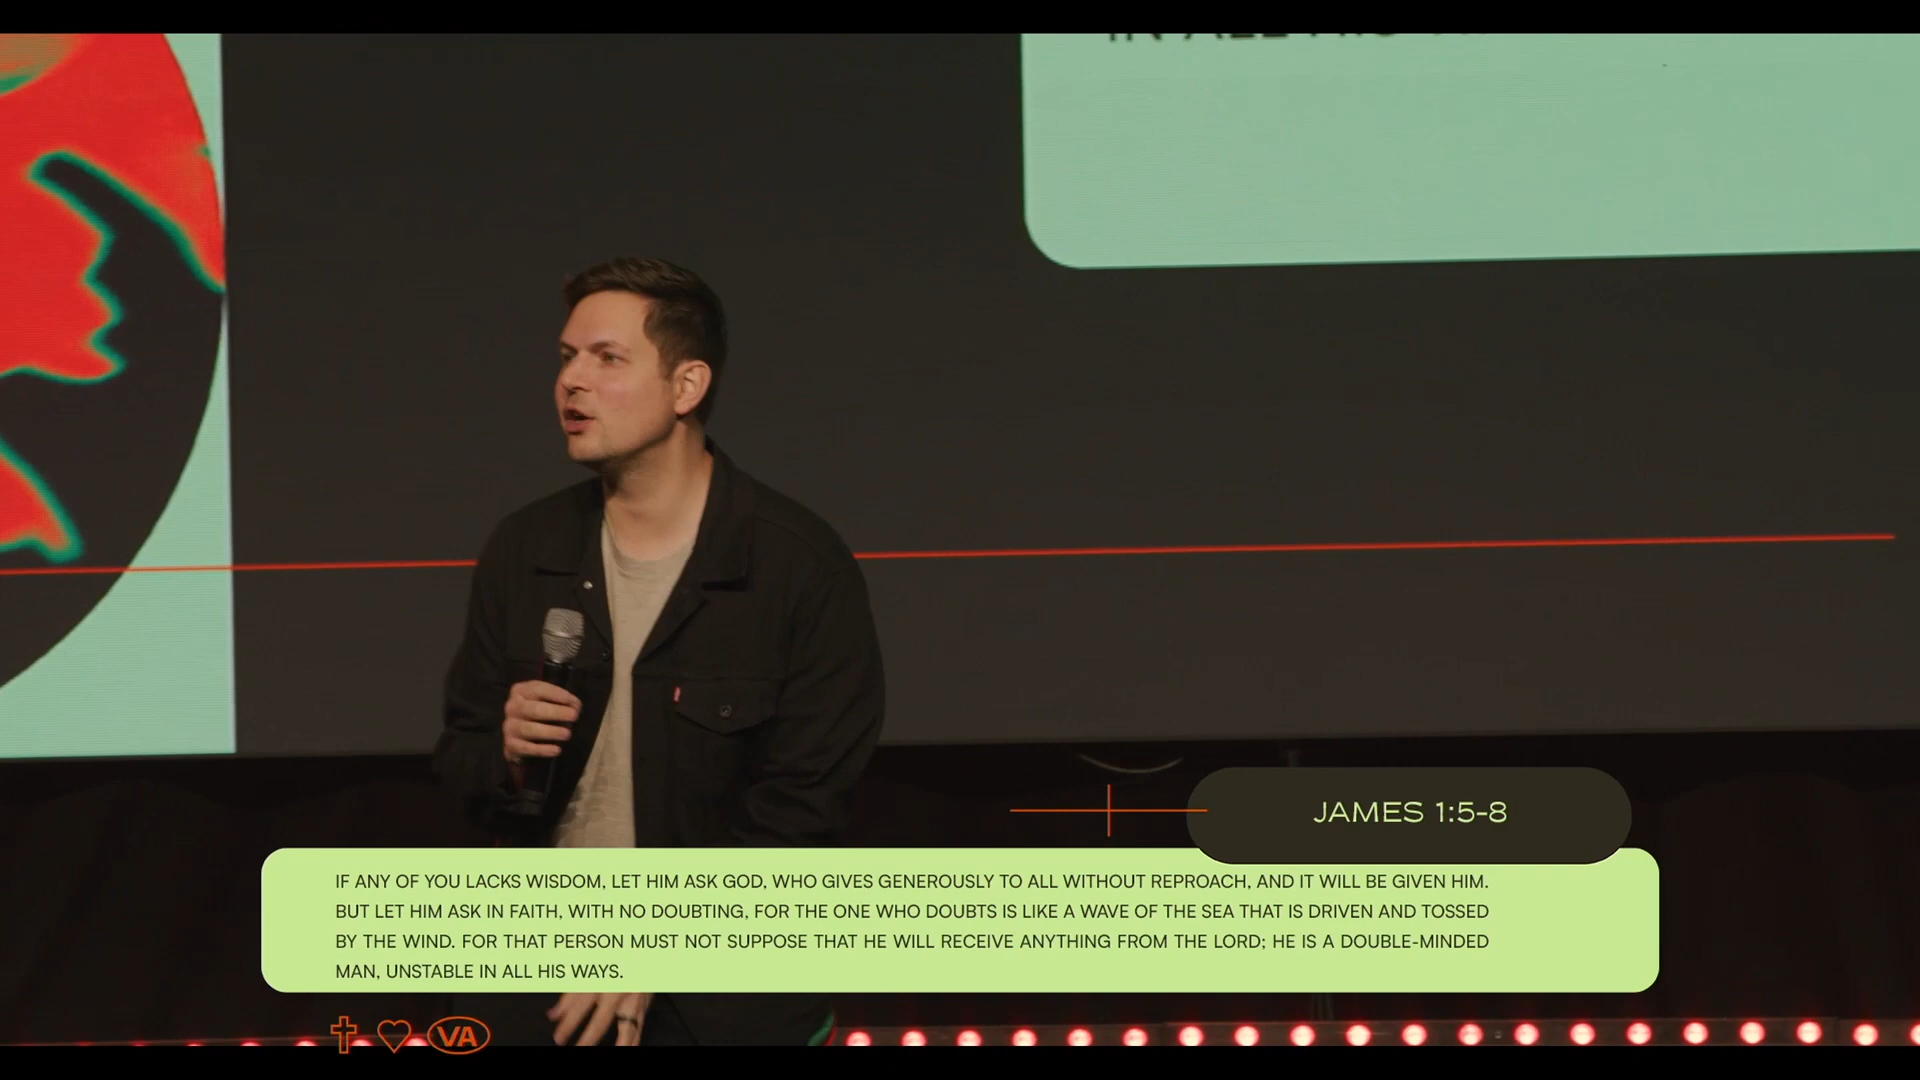 JAMES 1:5-8
IF ANY OF YOU LACKS WISDOM, LET HIM ASK GOD, WHO GIVES GENEROUSLY TO ALL WITHOUT REPROACH, AND IT WILL BE GIVEN HIM.
BUT LET HIM ASK IN FAITH, WITH NO DOUBTING, FOR THE ONE WHO DOUBTS IS LIKE A WAVE OF THE SEA THAT IS DRIVEN AND TOSSED
BY THE WIND. FOR THAT PERSON MUST NOT SUPPOSE THAT HE WILL RECEIVE ANYTHING FROM THE LORD; HE IS A DOUBLE-MINDED
MAN, UNSTABLE IN ALL HIS WAYS.
VA